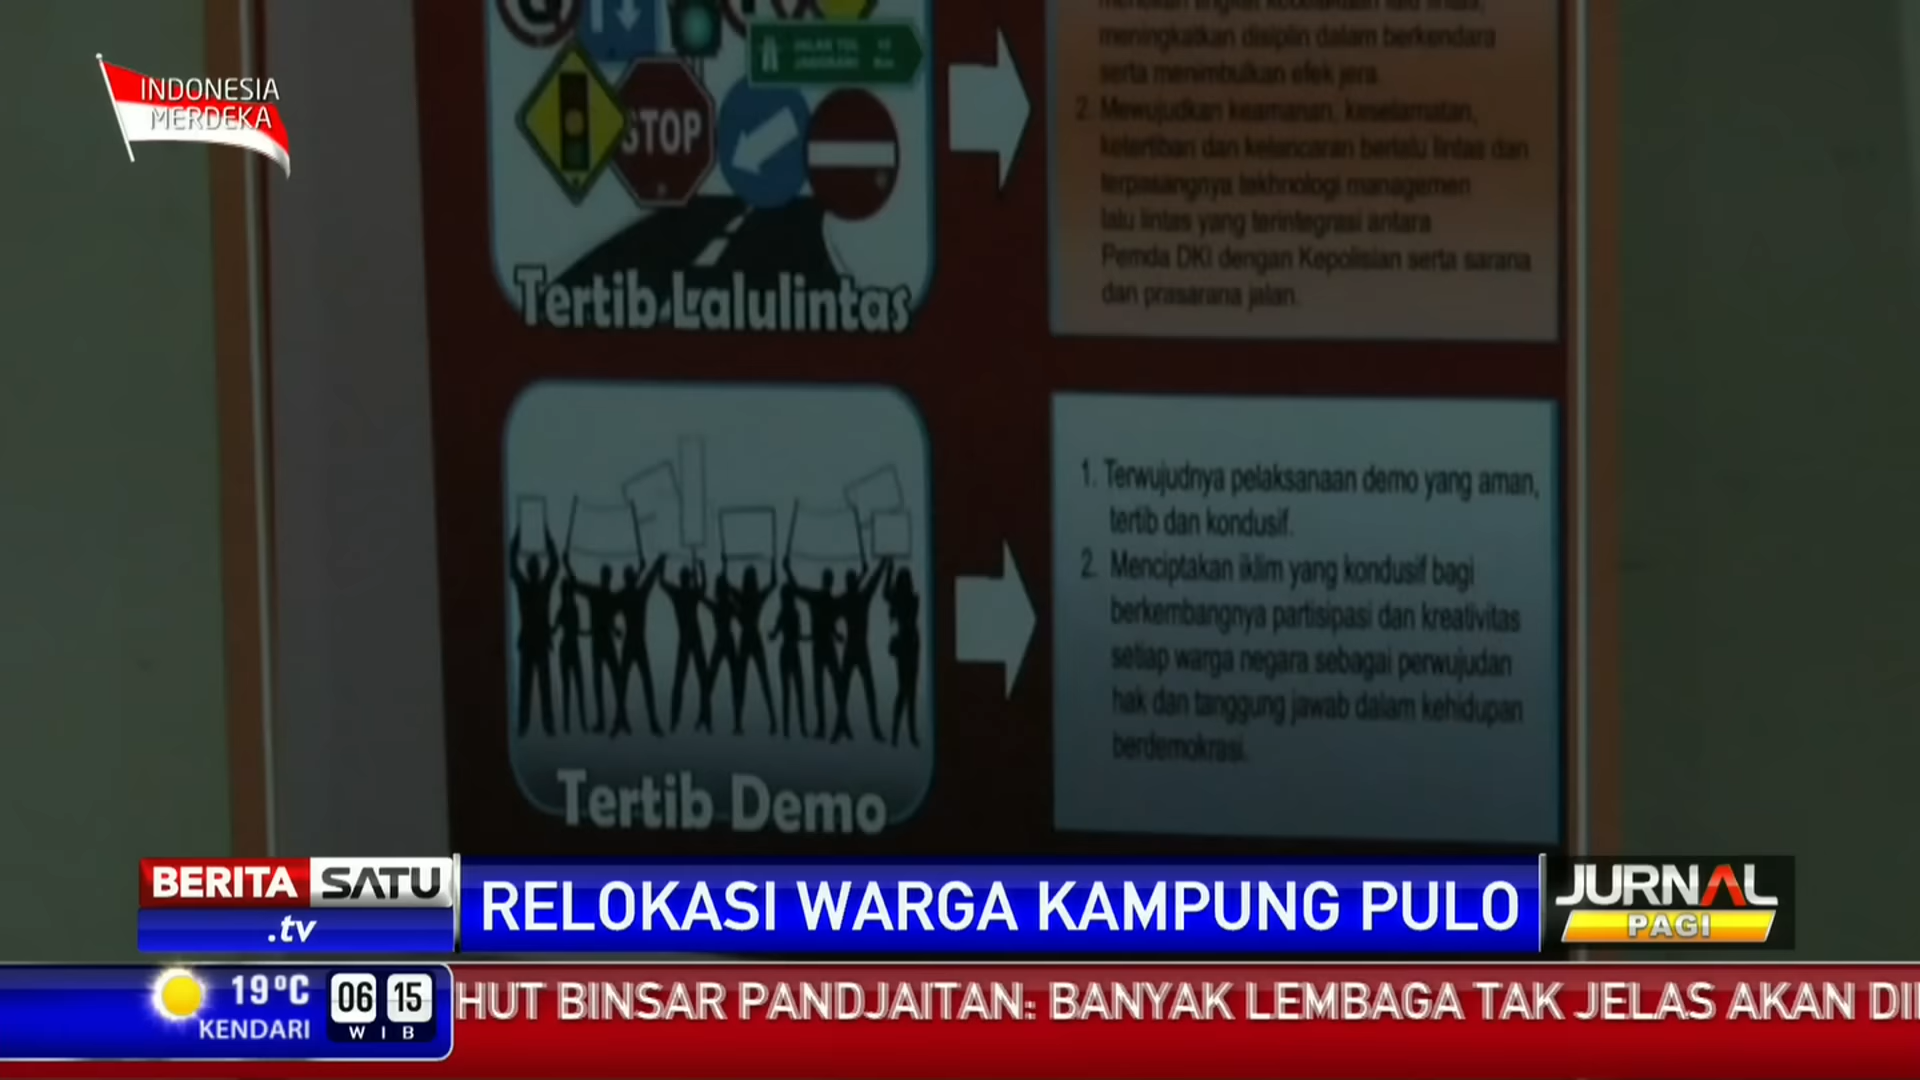 INDONESIA
MERDEKA
JALAN TOL
STOP
Tertib Lalulintas
meningkatkan disiplin dalam berkendara
serta menimbulkan efek jera
2. Mewujudkan keamanan, keselamatan,
ketertiban dan kelancaran berlalu lintas dan
terpasangnya tekhnologi managemen
lalu lintas yang terintegrasi antara
Pemda DKI dengan Kepolisian serta sarana
dan prasarana jalan.
Tertib Demo
1. Terwujudnya pelaksanaan demo yang aman,
tertib dan kondusif.
2. Menciptakan iklim yang kondusif bagi
berkembangnya partisipasi dan kreativitas
setiap warga negara sebagai perwujudan
hak dan tanggung jawab dalam kehidupan
berdemokrasi.
BERITA SATU
.tv
RELOKASI WARGA KAMPUNG PULO
JURNAL
PAGI
19°C
KENDARI
06 15
WIB
HUT BINSAR PANDJAITAN: BANYAK LEMBAGA TAK JELAS AKAN